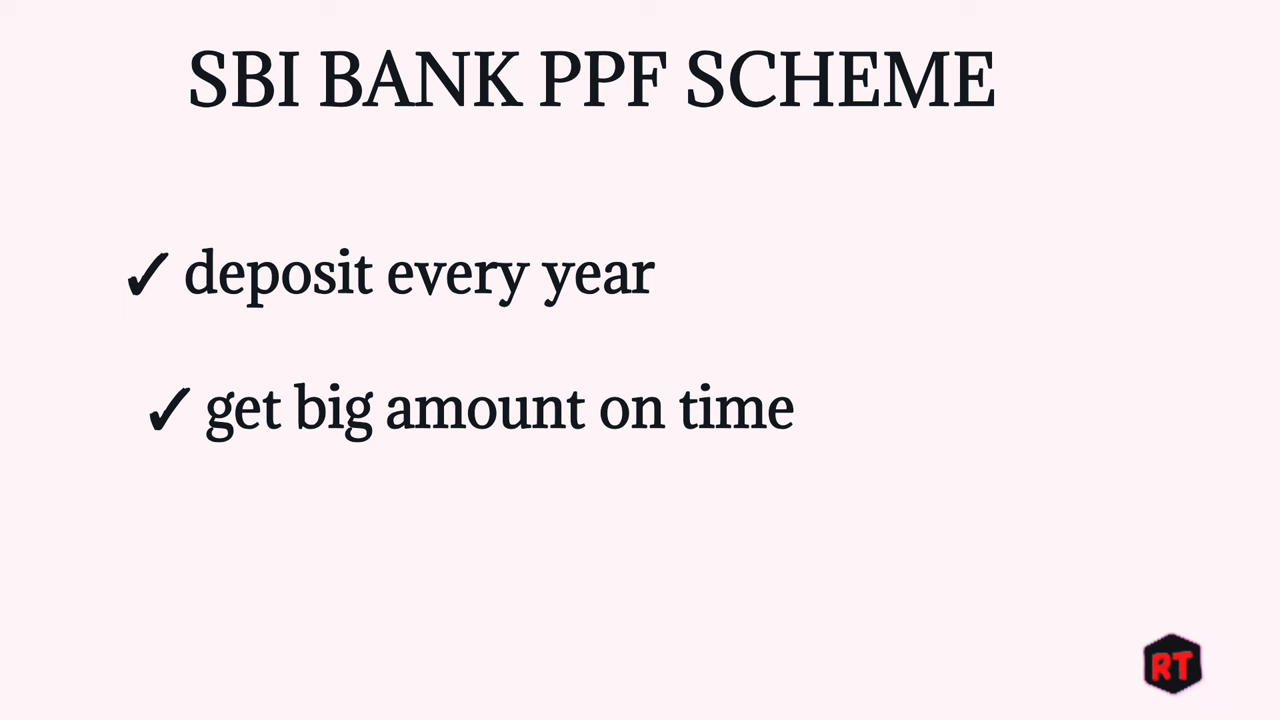 SBI BANK PPF SCHEME
✓ deposit every year
✓ get big amount on time
RT